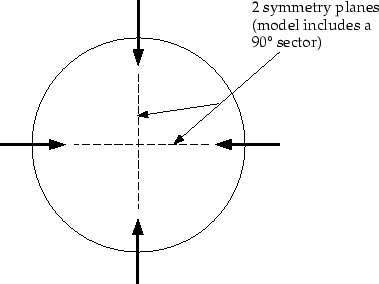 2 symmetry planes
(model includes a
90° sector)